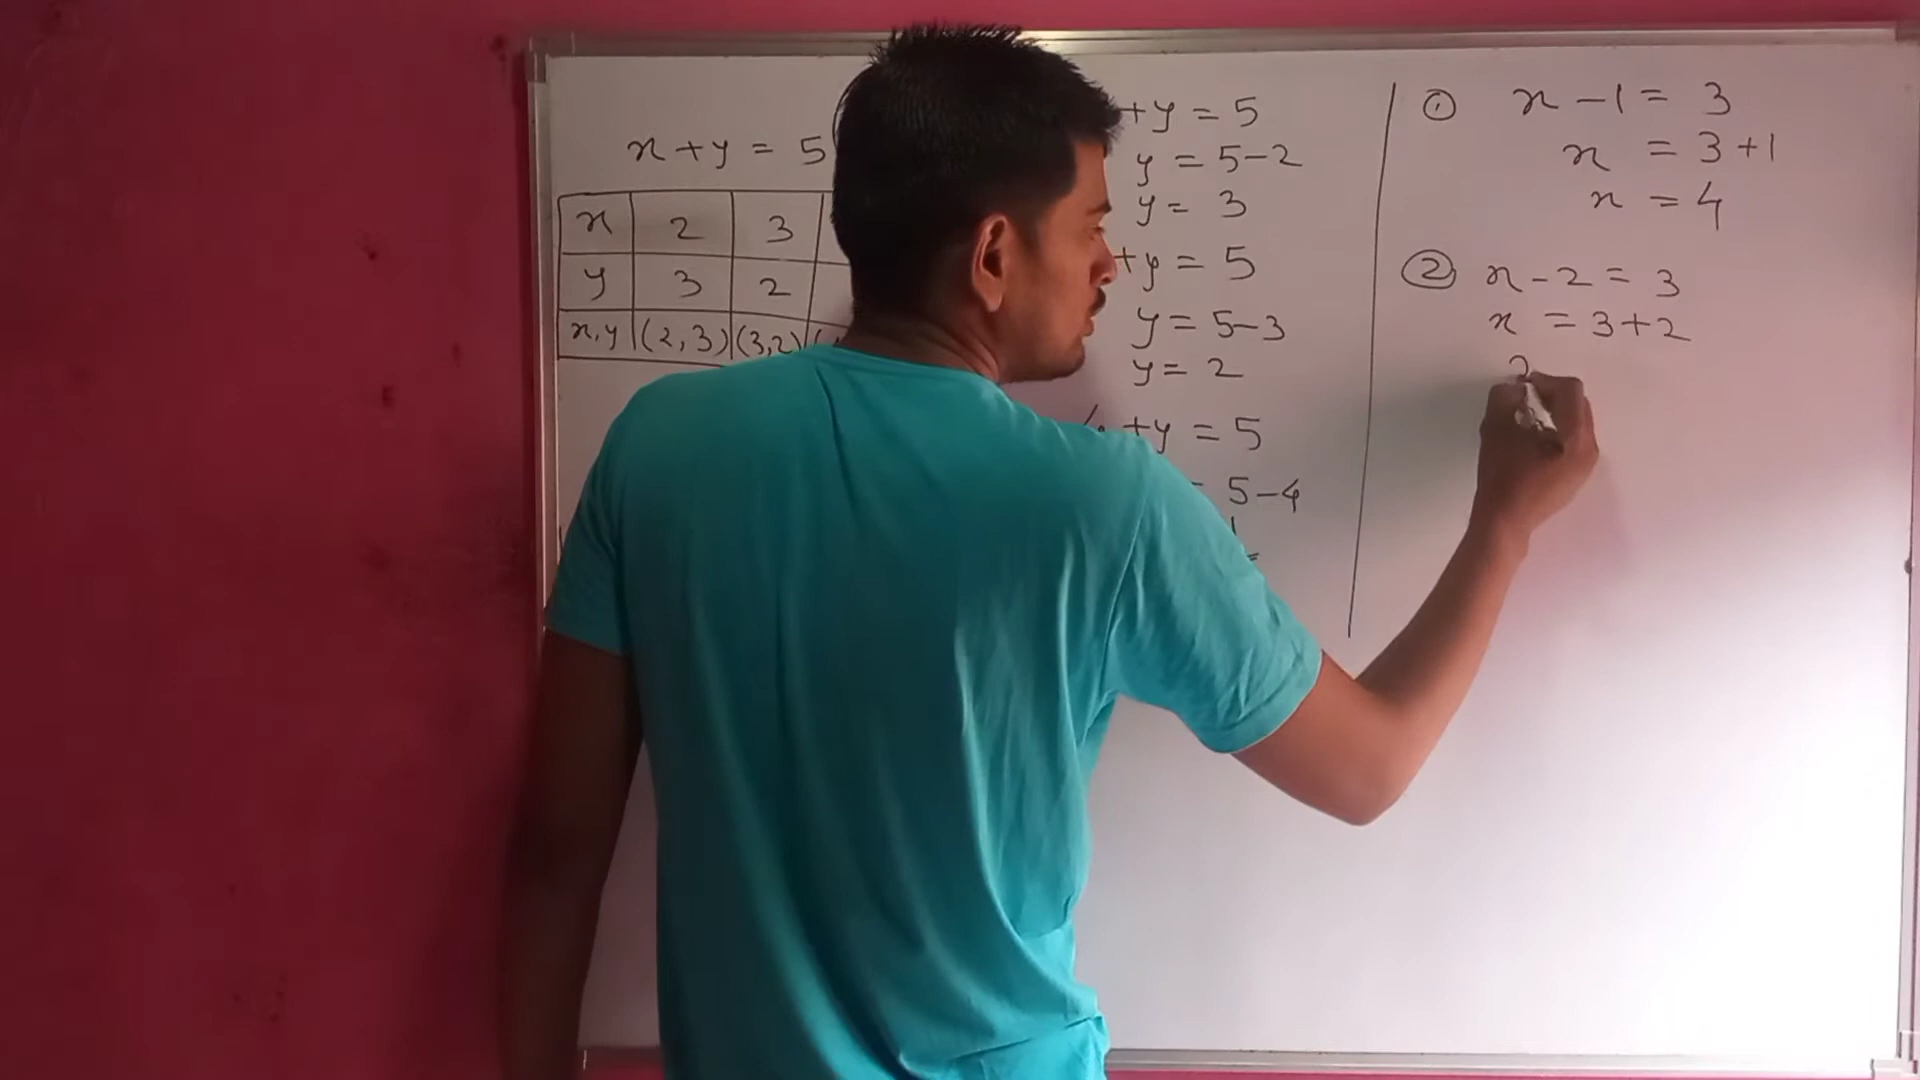 x + y = 5
x 2 3
y 3 2
x,y (2,3) (3,2) (
+y = 5
y = 5-2
y = 3
+y = 5
y = 5-3
y = 2
+y = 5
= 5-4
① x - 1 = 3
x = 3+1
x = 4
② x - 2 = 3
x = 3+2